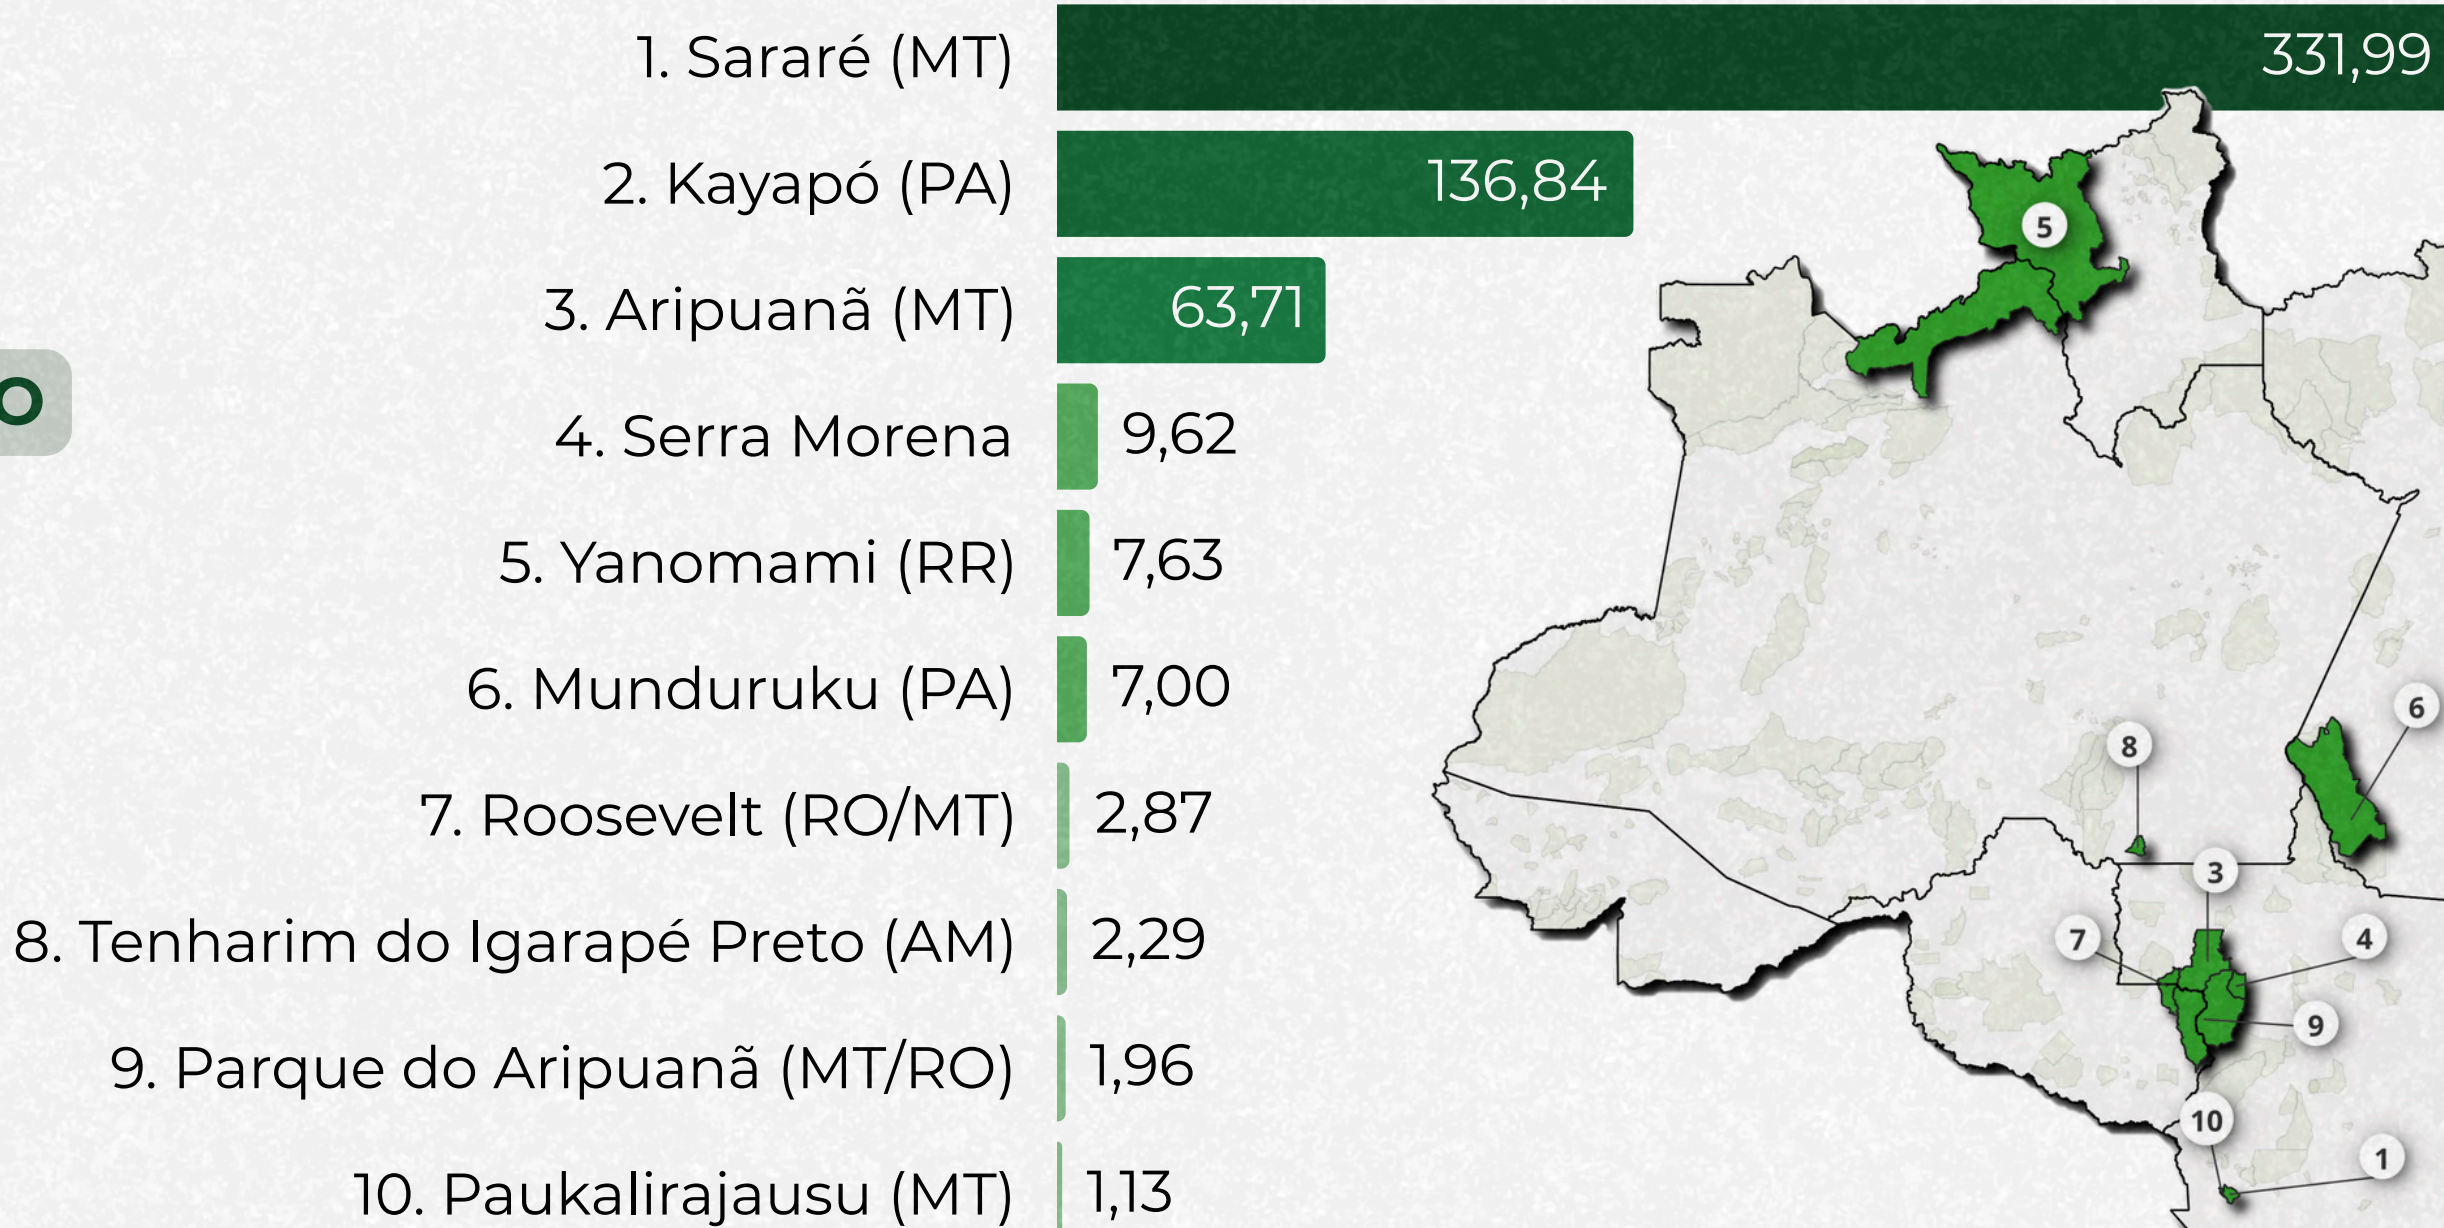 1. Sararé (MT) 331,99
2. Kayapó (PA) 136,84
3. Aripuanã (MT) 63,71
4. Serra Morena 9,62
5. Yanomami (RR) 7,63
6. Munduruku (PA) 7,00
7. Roosevelt (RO/MT) 2,87
8. Tenharim do Igarapé Preto (AM) 2,29
9. Parque do Aripuanã (MT/RO) 1,96
10. Paukalirajausu (MT) 1,13
5
6
8
3
7
4
9
10
1